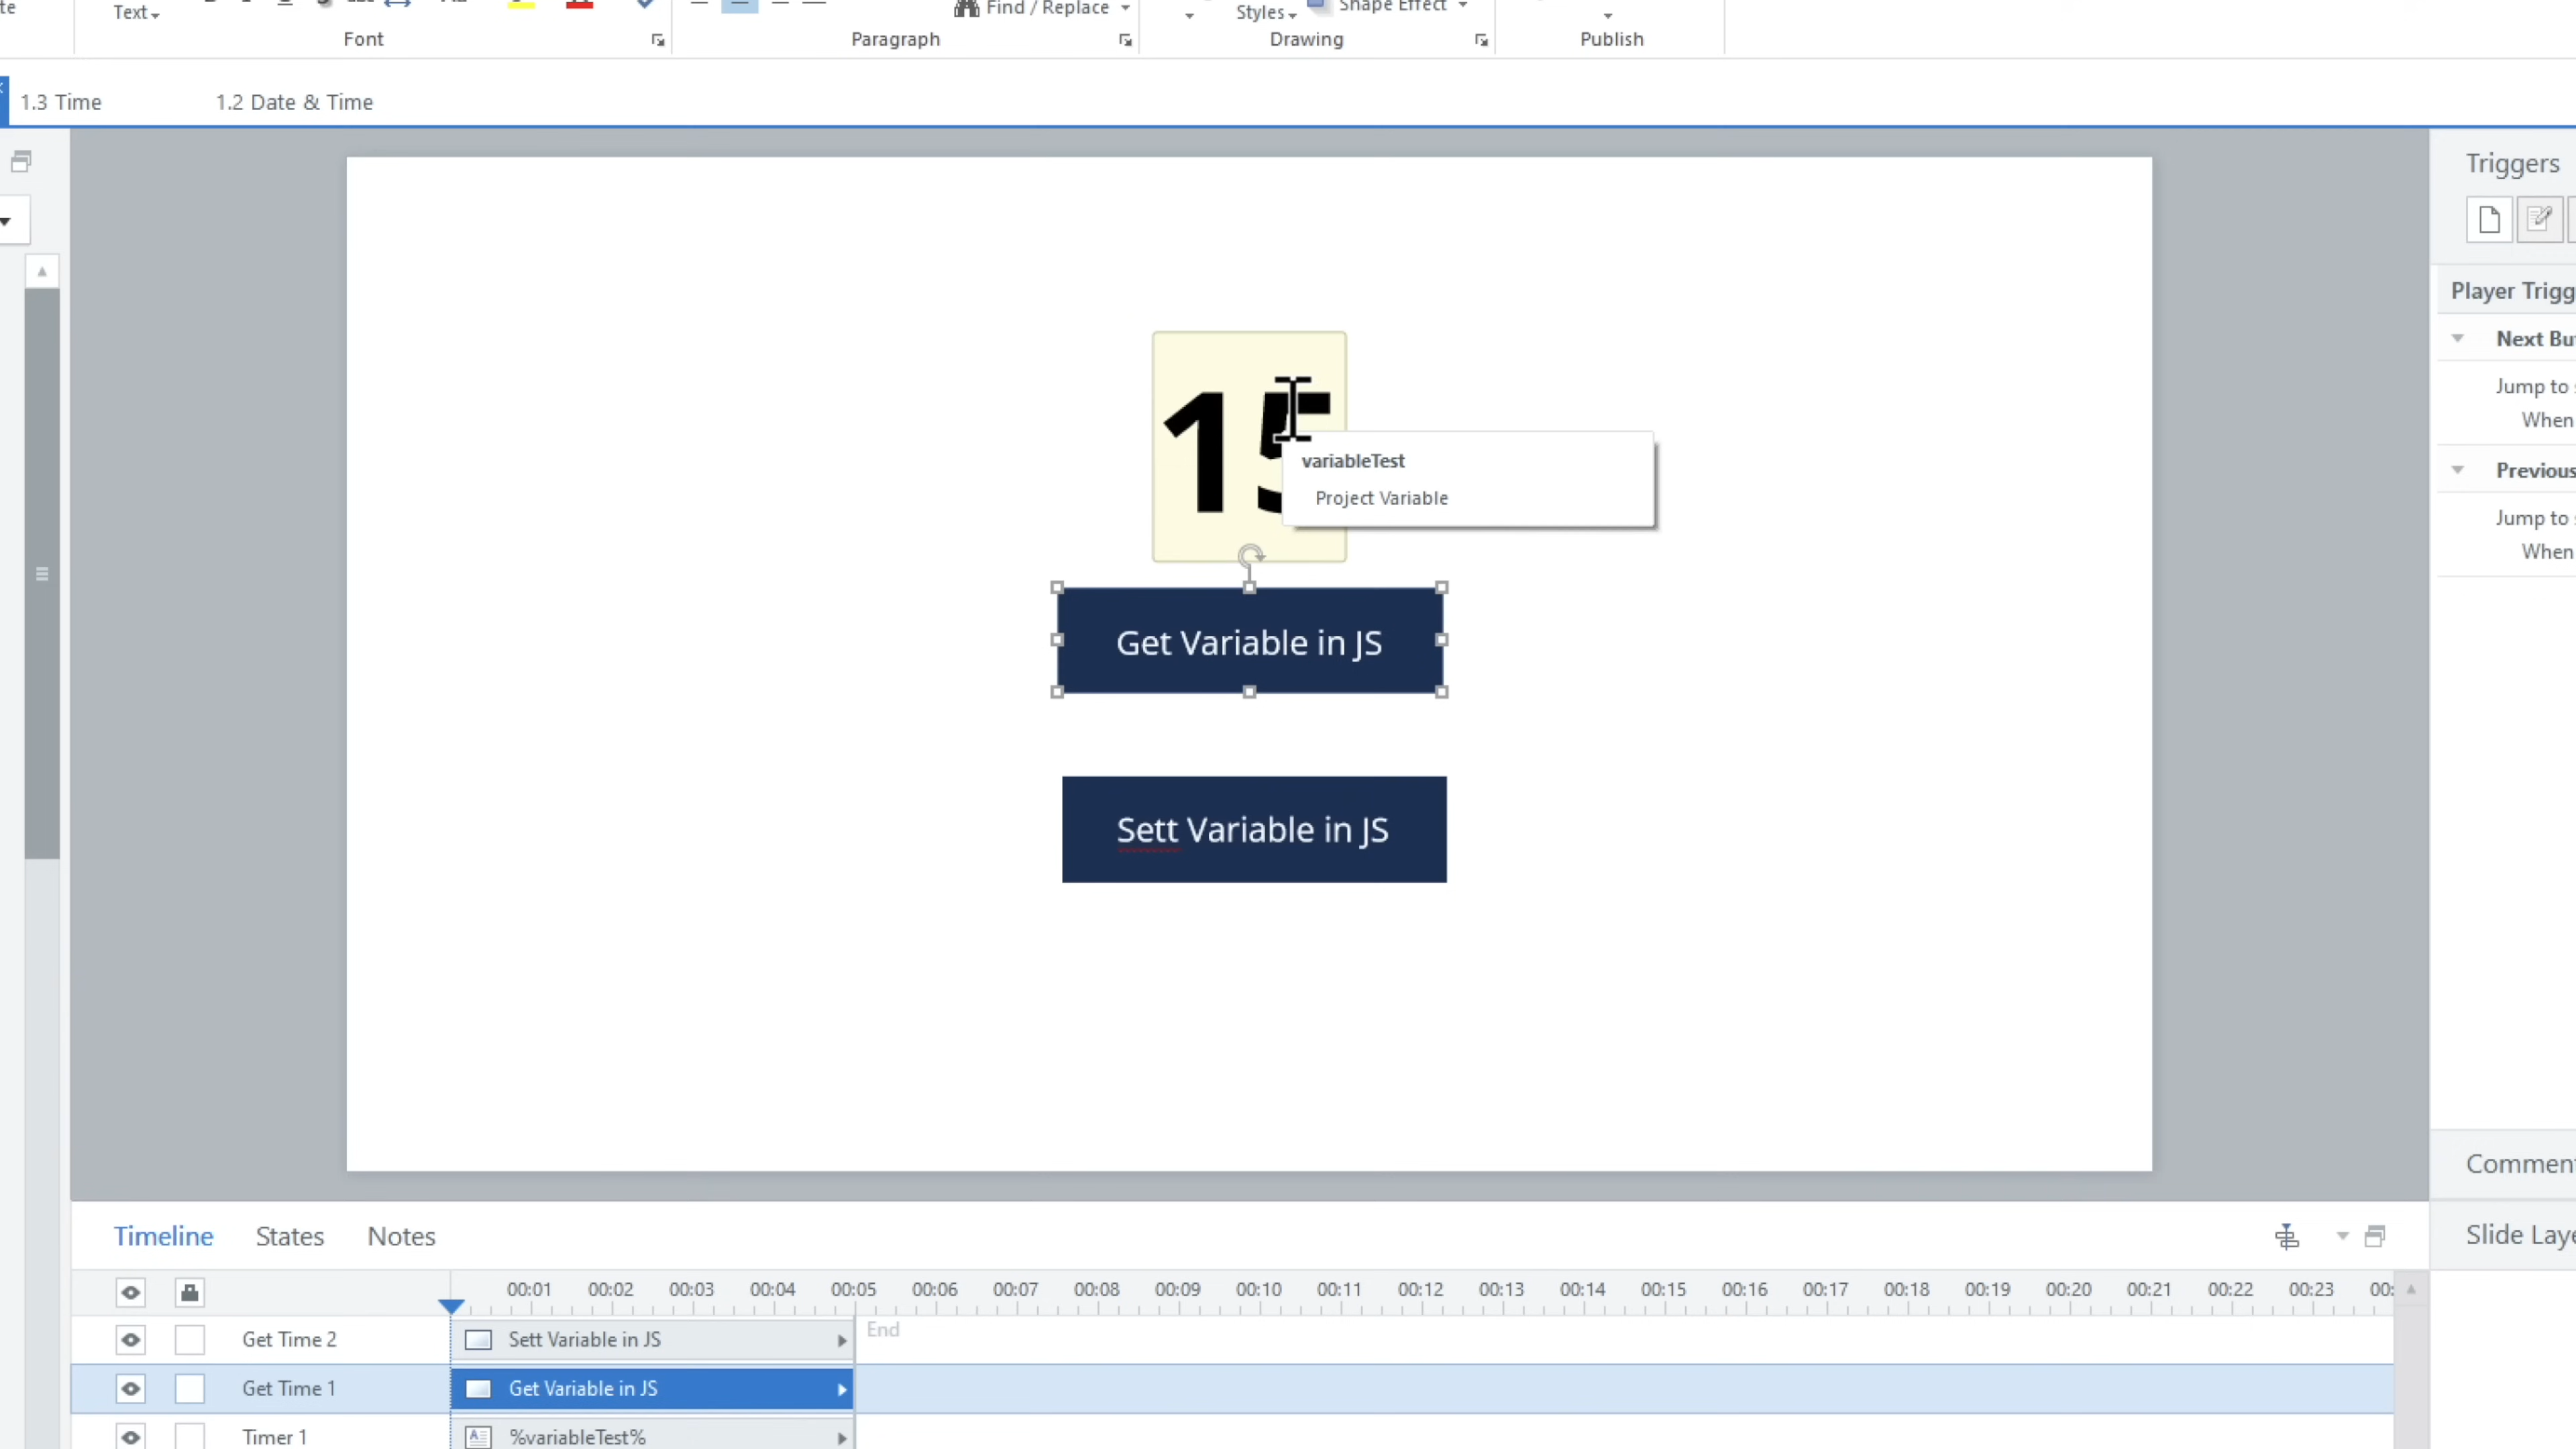 Text
Find / Replace
Styles
Shape Effect
Font
Paragraph
Drawing
Publish
1.3 Time
1.2 Date & Time
Triggers
Player Trigg
Next Bu
Jump to
When
Previous
Jump to
When
15
variableTest
Project Variable
Get Variable in JS
Sett Variable in JS
Commen
Slide Laye
Timeline
States
Notes
00:01 00:02 00:03 00:04 00:05 00:06 00:07 00:08 00:09 00:10 00:11 00:12 00:13 00:14 00:15 00:16 00:17 00:18 00:19 00:20 00:21 00:22 00:23 00:
Get Time 2
Sett Variable in JS
End
Get Time 1
Get Variable in JS
Timer 1
%variableTest%